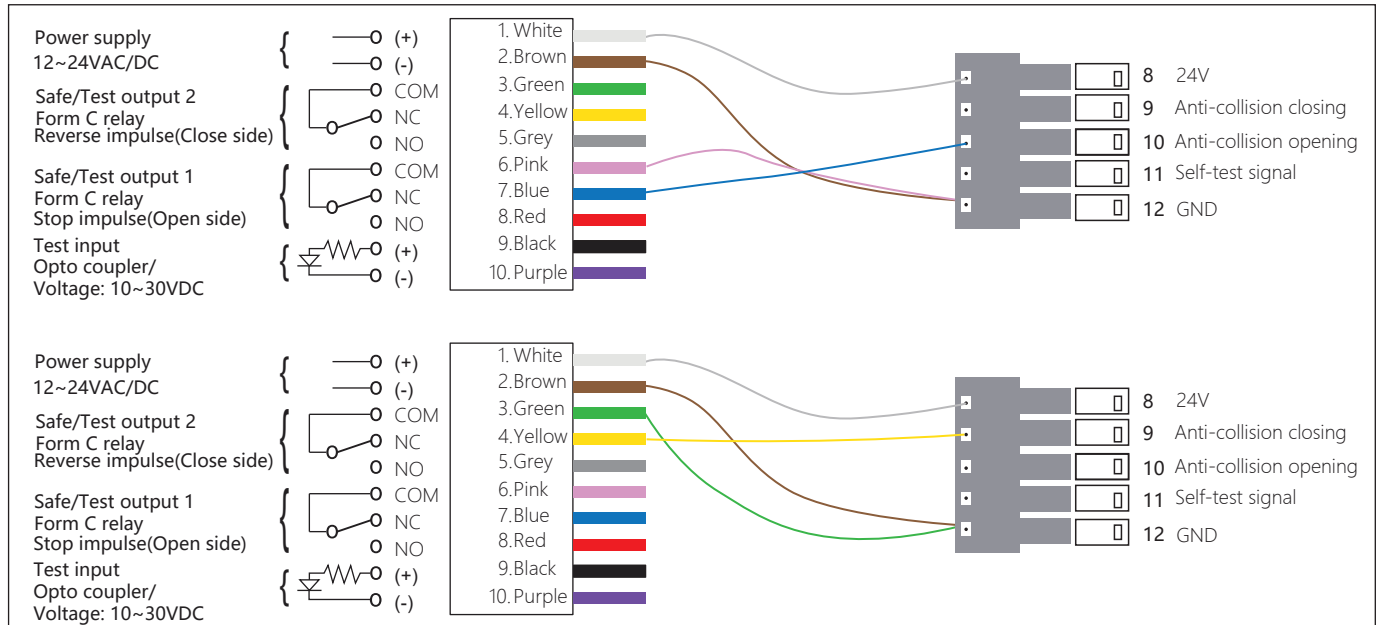 Power supply
12~24VAC/DC
Safe/Test output 2
Form C relay
Reverse impulse(Close side)
Safe/Test output 1
Form C relay
Stop impulse(Open side)
Test input
Opto coupler/
Voltage: 10~30VDC
{ (+)
(-)
{ COM
NC
NO
{ COM
NC
NO
{ (+)
(-)
1. White
2.Brown
3.Green
4.Yellow
5.Grey
6.Pink
7.Blue
8.Red
9.Black
10.Purple
8 24V
9 Anti-collision closing
10 Anti-collision opening
11 Self-test signal
12 GND
Power supply
12~24VAC/DC
Safe/Test output 2
Form C relay
Reverse impulse(Close side)
Safe/Test output 1
Form C relay
Stop impulse(Open side)
Test input
Opto coupler/
Voltage: 10~30VDC
{ (+)
(-)
{ COM
NC
NO
{ COM
NC
NO
{ (+)
(-)
1. White
2.Brown
3.Green
4.Yellow
5.Grey
6.Pink
7.Blue
8.Red
9.Black
10.Purple
8 24V
9 Anti-collision closing
10 Anti-collision opening
11 Self-test signal
12 GND